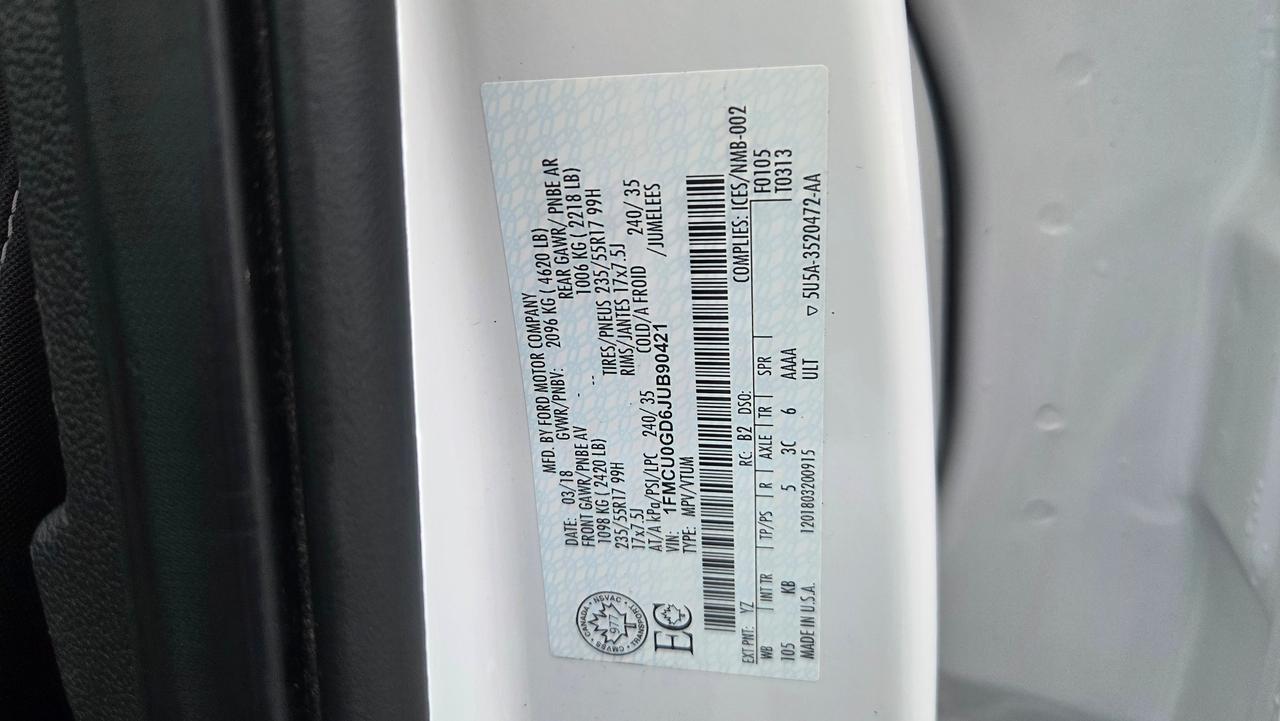 MFD. BY FORD MOTOR COMPANY
DATE: 03/18 GVWR/PNBV: 2096 KG ( 4620 LB)
FRONT GAWR/PNBE AV REAR GAWR/ PNBE AR
1098 KG ( 2420 LB) -- 1006 KG ( 2218 LB)
235/55R17 99H TIRES/PNEUS 235/55R17 99H
17x7.5J RIMS/JANTES 17x7.5J
AT/A kPa/PSI/LPC 240/ 35 COLD/A FROID 240/ 35
VIN: 1FMCU0GD6JUB90421 /JUMELEES
TYPE: MPV/VTUM
CMVSS • CANADA • NSVAC • TRANSPORT
977
EC
EXT PNT: YZ RC: B2 DSO: COMPLIES: ICES/NMB-002
WB INT TR TP/PS R AXLE TR SPR F0105
105 KB 5 3C 6 AAAA T0313
MADE IN U.S.A. 1201803200915 ULT ▽ 5U5A-3520472-AA